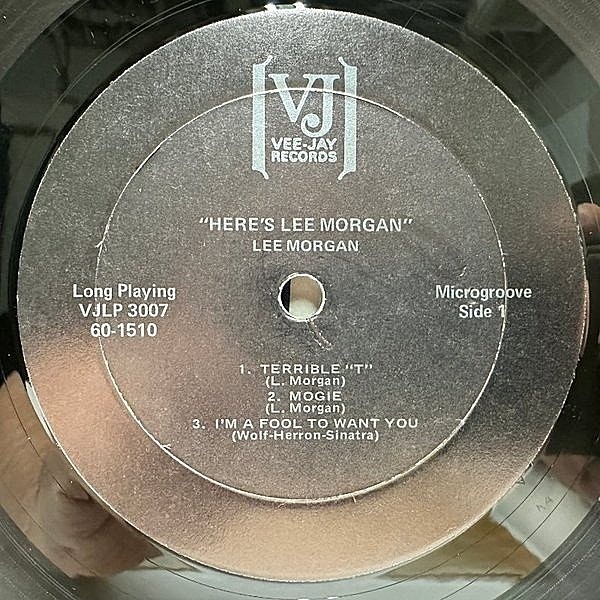 VJ
VEE-JAY
RECORDS
"HERE'S LEE MORGAN"
LEE MORGAN
Long Playing
VJLP 3007
60-1510
Microgroove
Side 1
1. TERRIBLE "T"
(L. Morgan)
2. MOGIE
(L. Morgan)
3. I'M A FOOL TO WANT YOU
(Wolf-Herron-Sinatra)